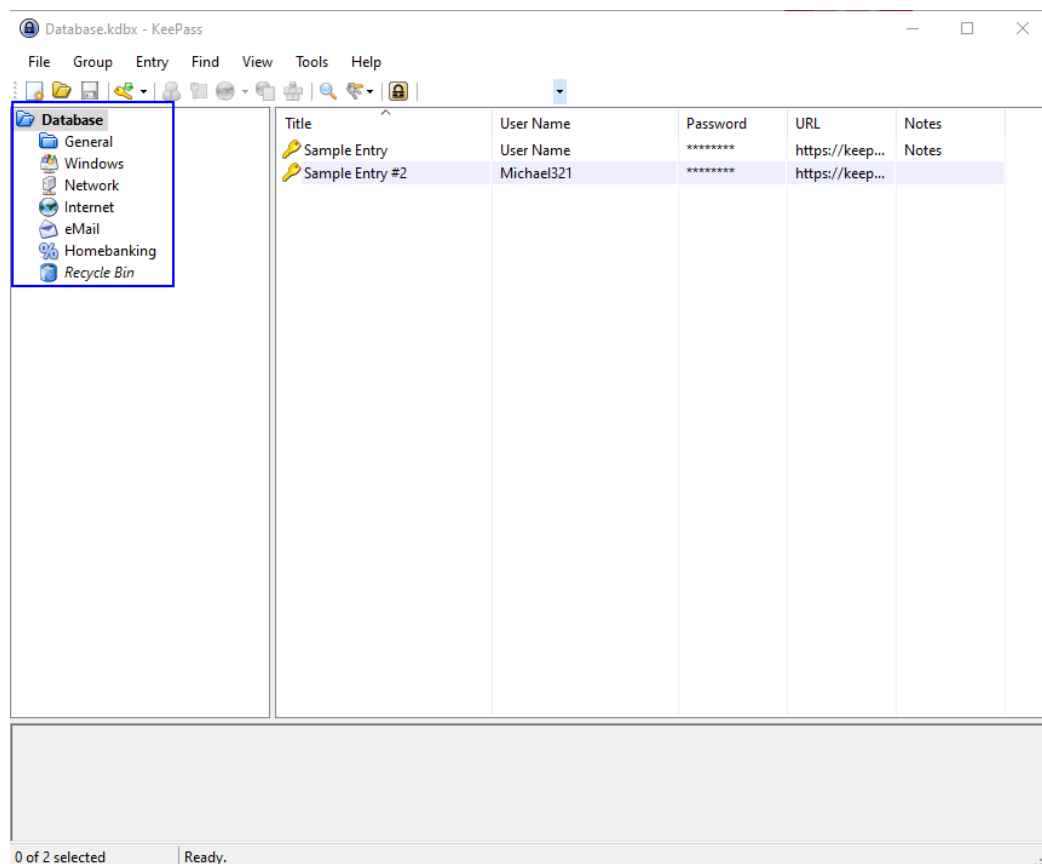 Database.kdbx - KeePass
File Group Entry Find View Tools Help
Database
General
Windows
Network
Internet
eMail
Homebanking
Recycle Bin
Title User Name Password URL Notes
Sample Entry User Name ******** https://keep... Notes
Sample Entry #2 Michael321 ******** https://keep...
0 of 2 selected Ready.